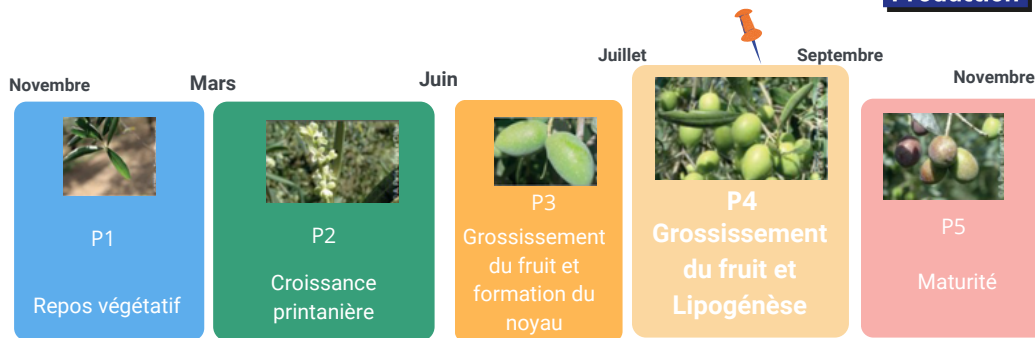 Production
Novembre
Mars
Juin
Juillet
Septembre
Novembre
P1
Repos végétatif
P2
Croissance
printanière
P3
Grossissement
du fruit et
formation du
noyau
P4
Grossissement
du fruit et
Lipogénèse
P5
Maturité